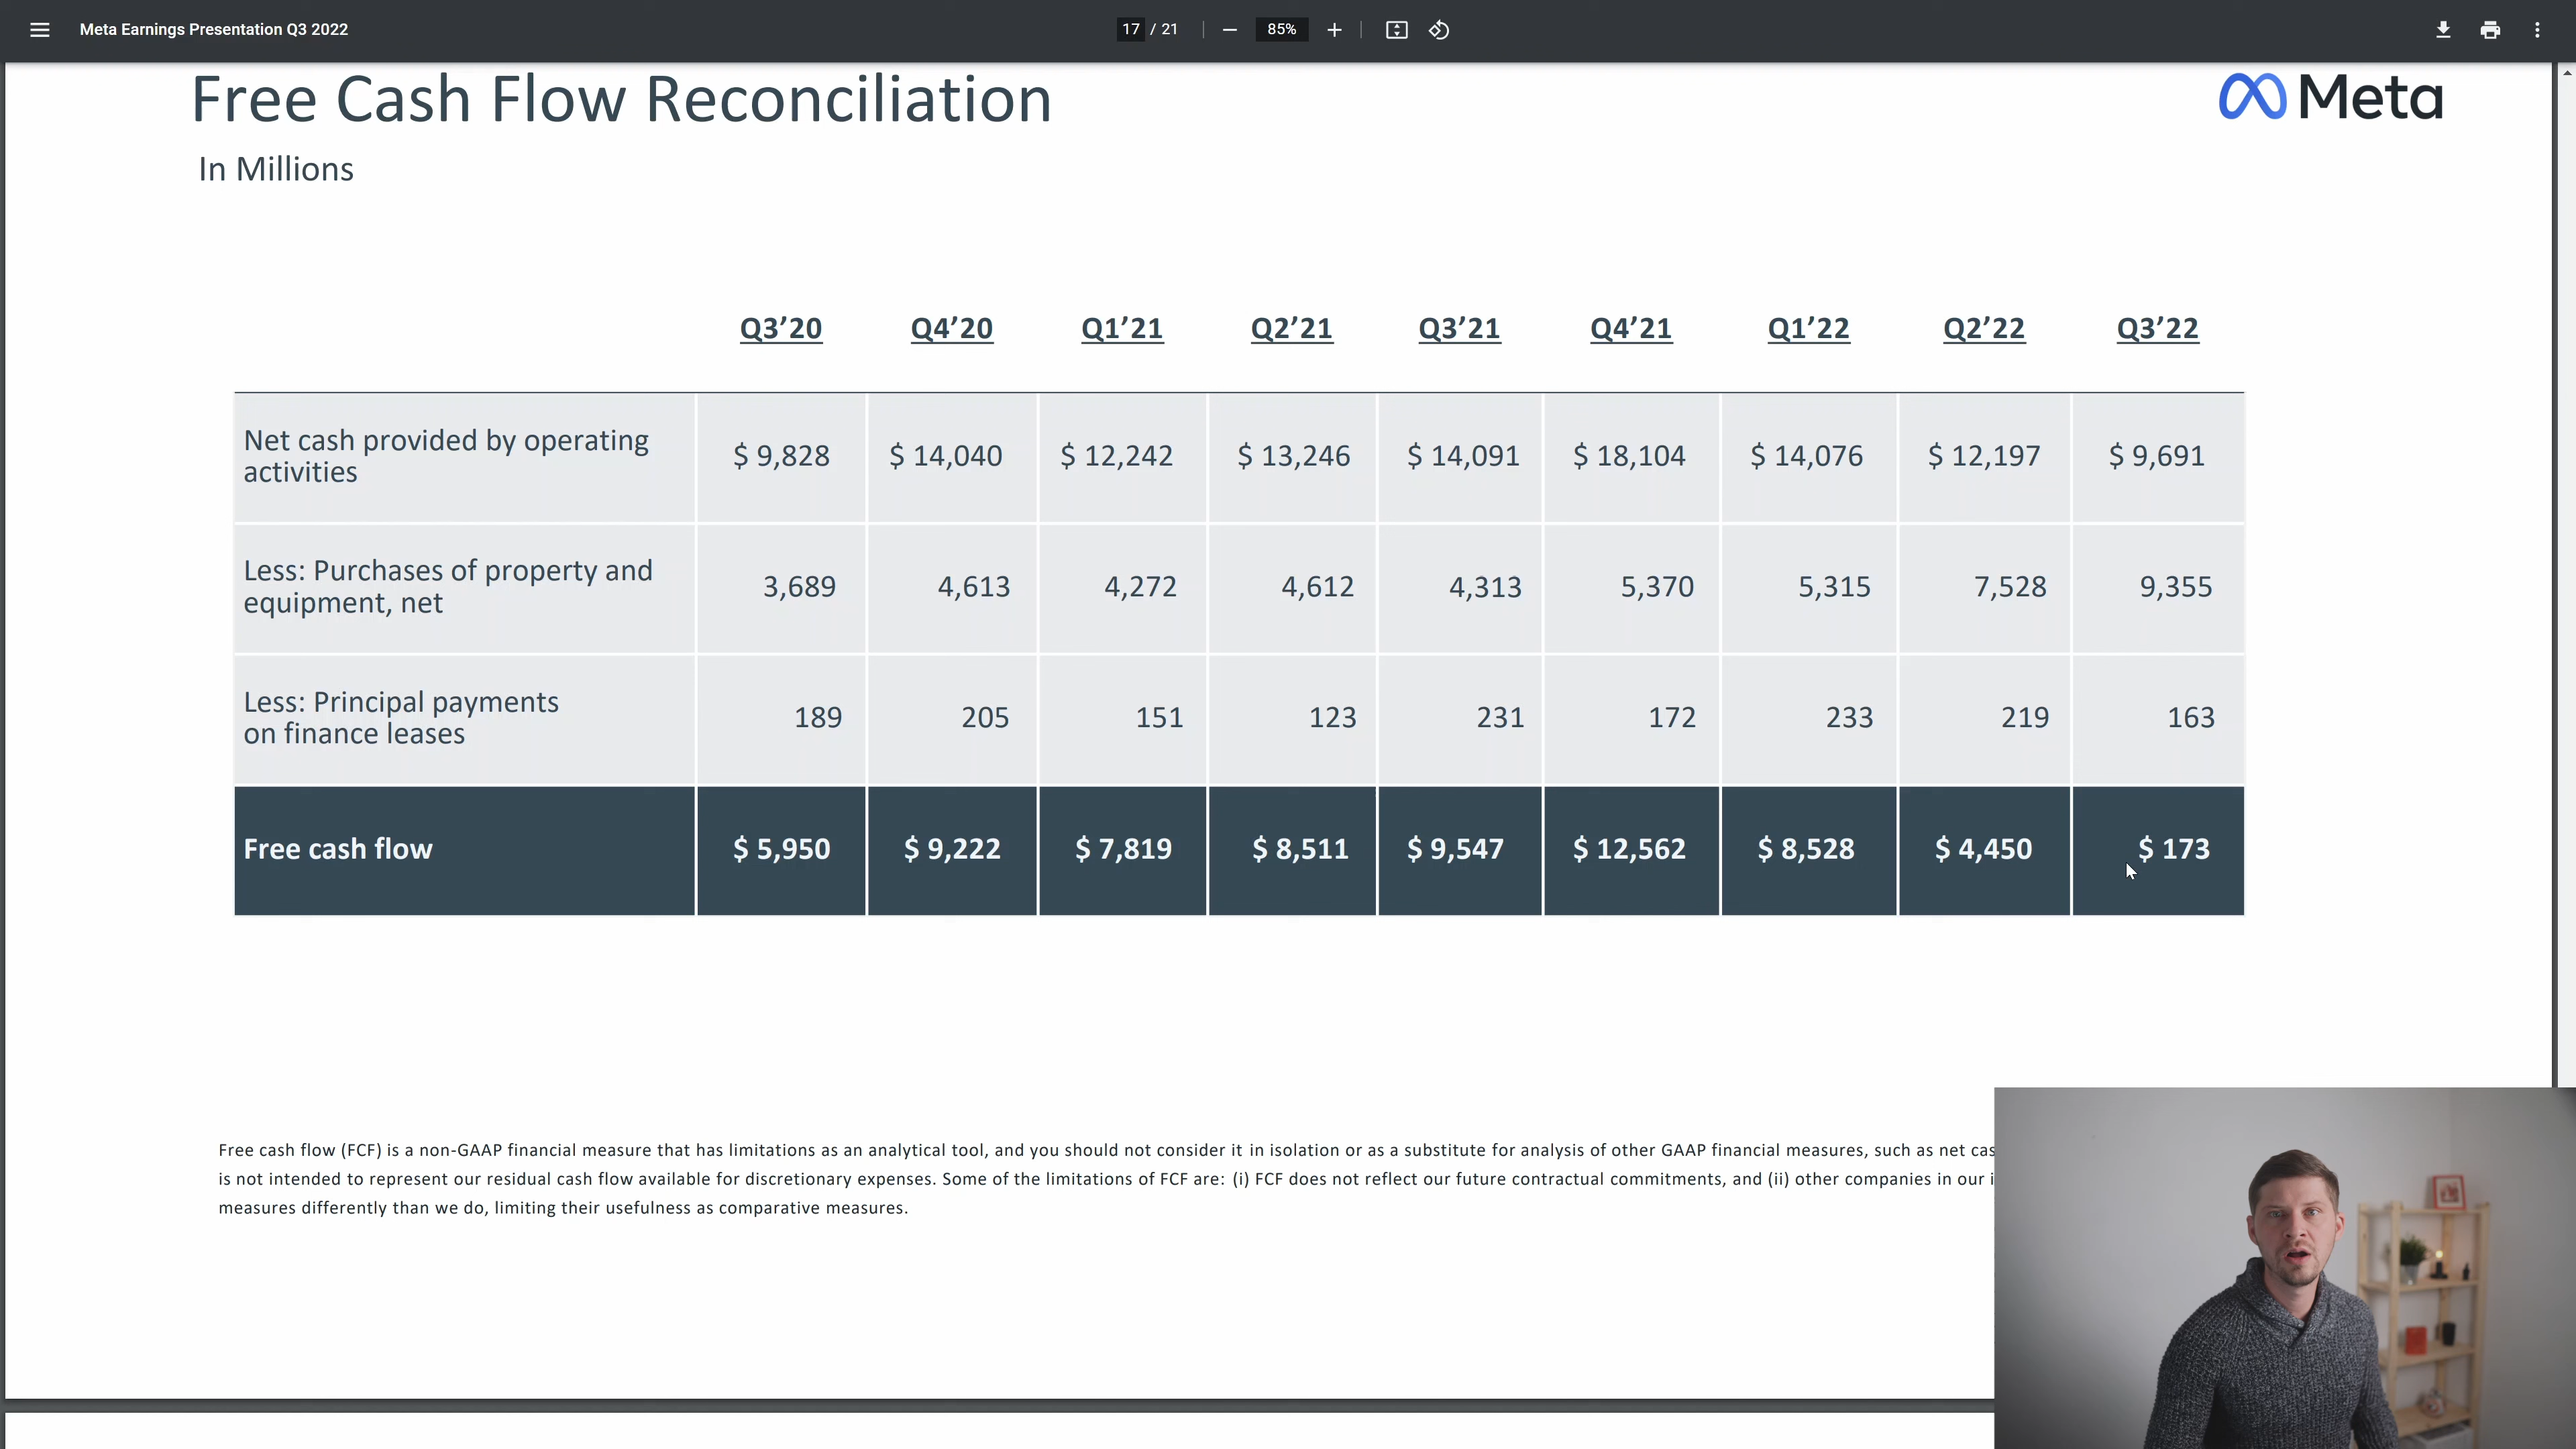 Meta Earnings Presentation Q3 2022
17 / 21
85%
Free Cash Flow Reconciliation
Meta
In Millions
Q3’20 Q4’20 Q1’21 Q2’21 Q3’21 Q4’21 Q1’22 Q2’22 Q3’22
Net cash provided by operating
activities
$ 9,828 $ 14,040 $ 12,242 $ 13,246 $ 14,091 $ 18,104 $ 14,076 $ 12,197 $ 9,691
Less: Purchases of property and
equipment, net
3,689 4,613 4,272 4,612 4,313 5,370 5,315 7,528 9,355
Less: Principal payments
on finance leases
189 205 151 123 231 172 233 219 163
Free cash flow $ 5,950 $ 9,222 $ 7,819 $ 8,511 $ 9,547 $ 12,562 $ 8,528 $ 4,450 $ 173
Free cash flow (FCF) is a non-GAAP financial measure that has limitations as an analytical tool, and you should not consider it in isolation or as a substitute for analysis of other GAAP financial measures, such as net
is not intended to represent our residual cash flow available for discretionary expenses. Some of the limitations of FCF are: (i) FCF does not reflect our future contractual commitments, and (ii) other companies in our
measures differently than we do, limiting their usefulness as comparative measures.